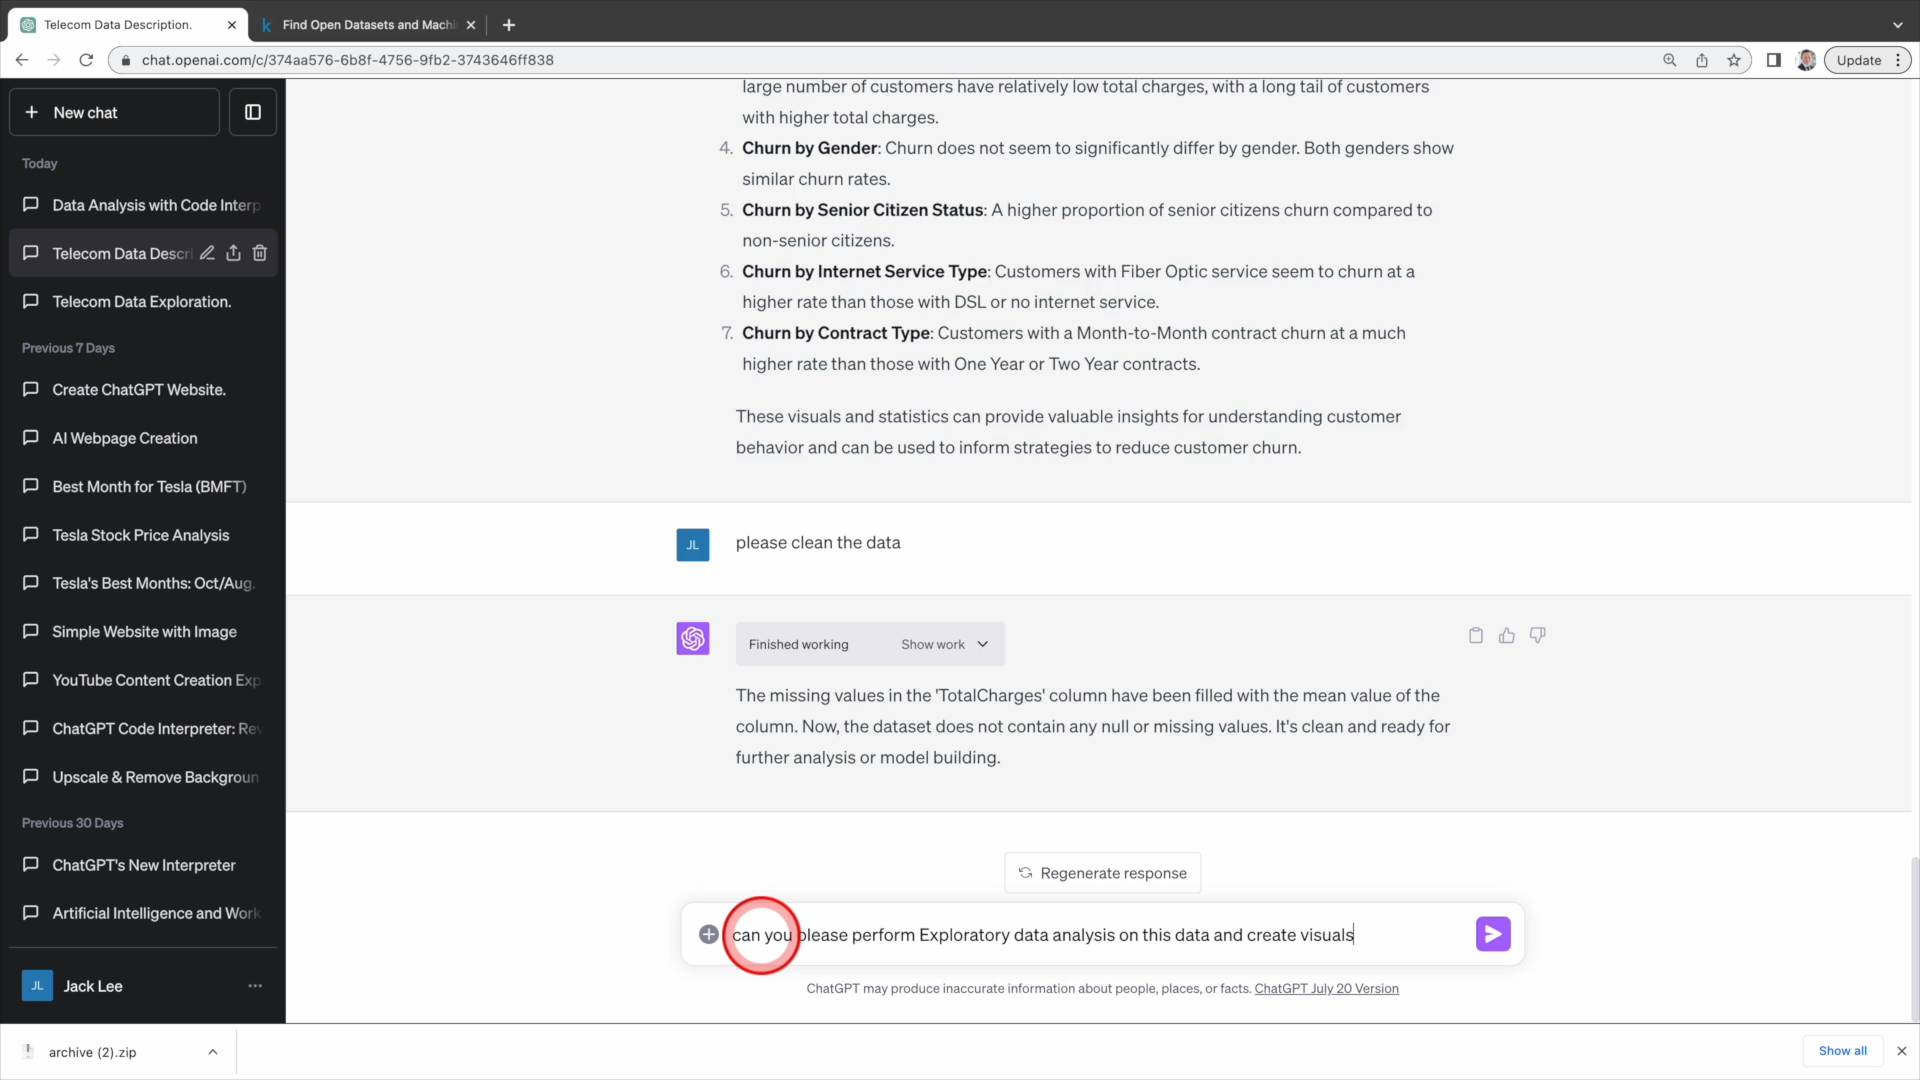 Telecom Data Description.
Find Open Datasets and Machi
chat.openai.com/c/374aa576-6b8f-4756-9fb2-3743646ff838
Update
New chat
Today
Data Analysis with Code Interp
Telecom Data Descri
Telecom Data Exploration.
Previous 7 Days
Create ChatGPT Website.
AI Webpage Creation
Best Month for Tesla (BMFT)
Tesla Stock Price Analysis
Tesla's Best Months: Oct/Aug.
Simple Website with Image
YouTube Content Creation Exp
ChatGPT Code Interpreter: Rev
Upscale & Remove Backgroun
Previous 30 Days
ChatGPT's New Interpreter
Artificial Intelligence and Work
JL
Jack Lee
large number of customers have relatively low total charges, with a long tail of customers
with higher total charges.
4. Churn by Gender: Churn does not seem to significantly differ by gender. Both genders show
similar churn rates.
5. Churn by Senior Citizen Status: A higher proportion of senior citizens churn compared to
non-senior citizens.
6. Churn by Internet Service Type: Customers with Fiber Optic service seem to churn at a
higher rate than those with DSL or no internet service.
7. Churn by Contract Type: Customers with a Month-to-Month contract churn at a much
higher rate than those with One Year or Two Year contracts.
These visuals and statistics can provide valuable insights for understanding customer
behavior and can be used to inform strategies to reduce customer churn.
JL
please clean the data
Finished working Show work
The missing values in the 'TotalCharges' column have been filled with the mean value of the
column. Now, the dataset does not contain any null or missing values. It's clean and ready for
further analysis or model building.
Regenerate response
can you please perform Exploratory data analysis on this data and create visuals
ChatGPT may produce inaccurate information about people, places, or facts. ChatGPT July 20 Version
archive (2).zip
Show all